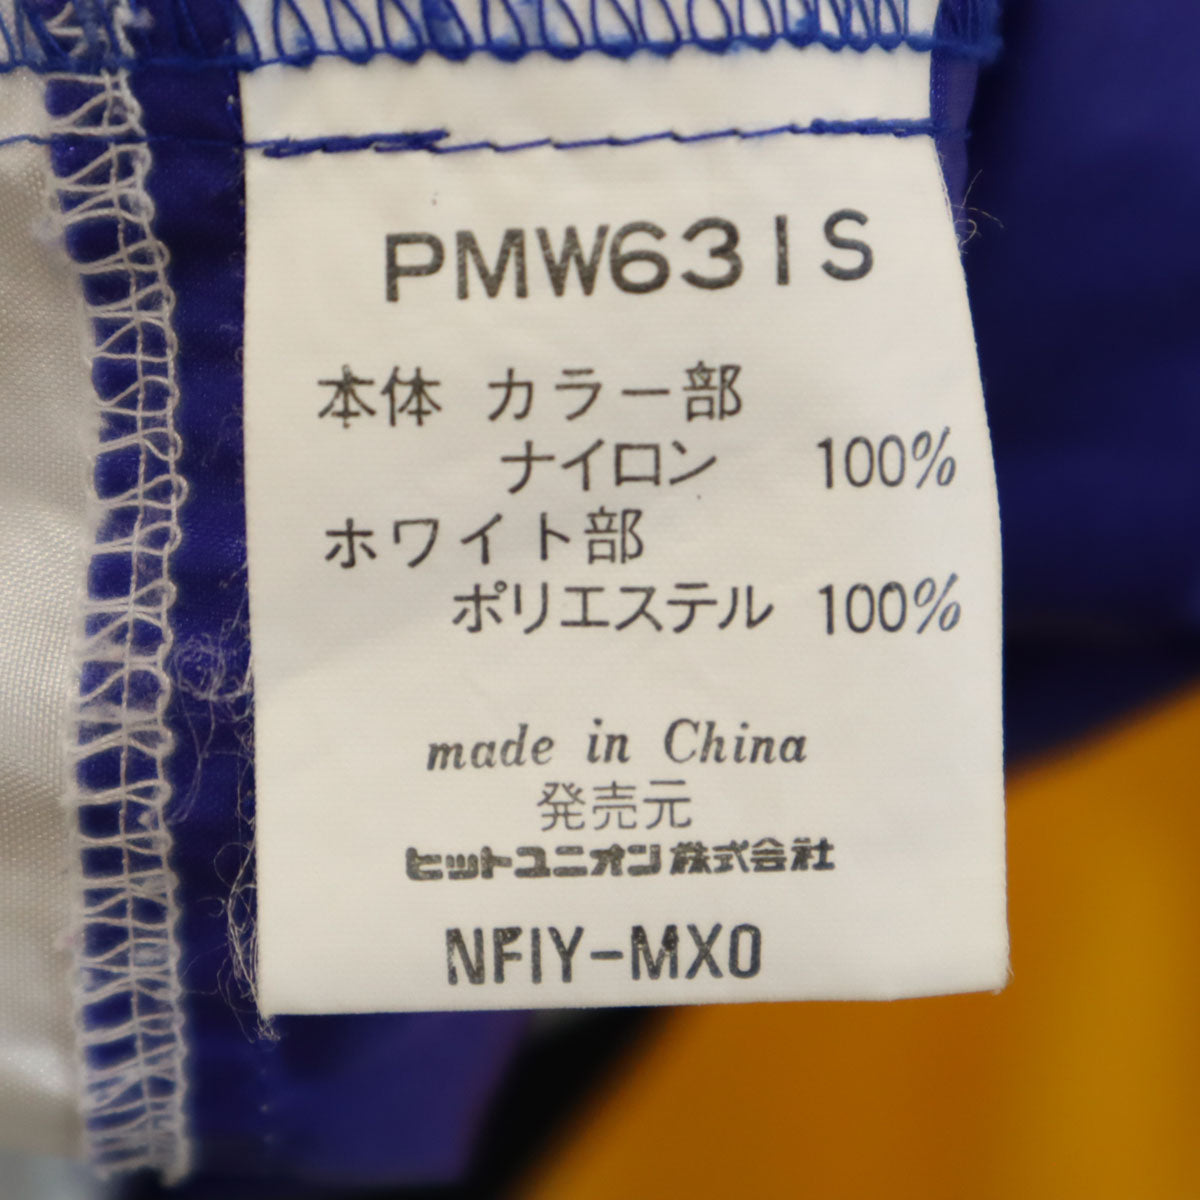 PMW631S
本体 カラー部
ナイロン 100%
ホワイト部
ポリエステル 100%
made in China
発売元
ヒットユニオン株式会社
NFIY-MX0